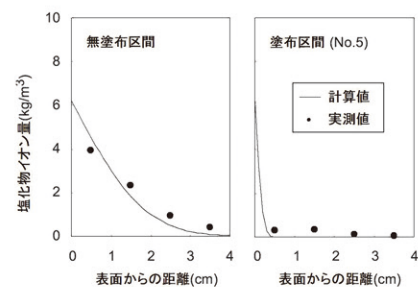 無塗布区間
塗布区間 (No.5)
10
8
6
4
2
0
塩化物イオン量(kg/m³)
計算値
実測値
0 1 2 3 4
0 1 2 3 4
表面からの距離(cm)
表面からの距離(cm)